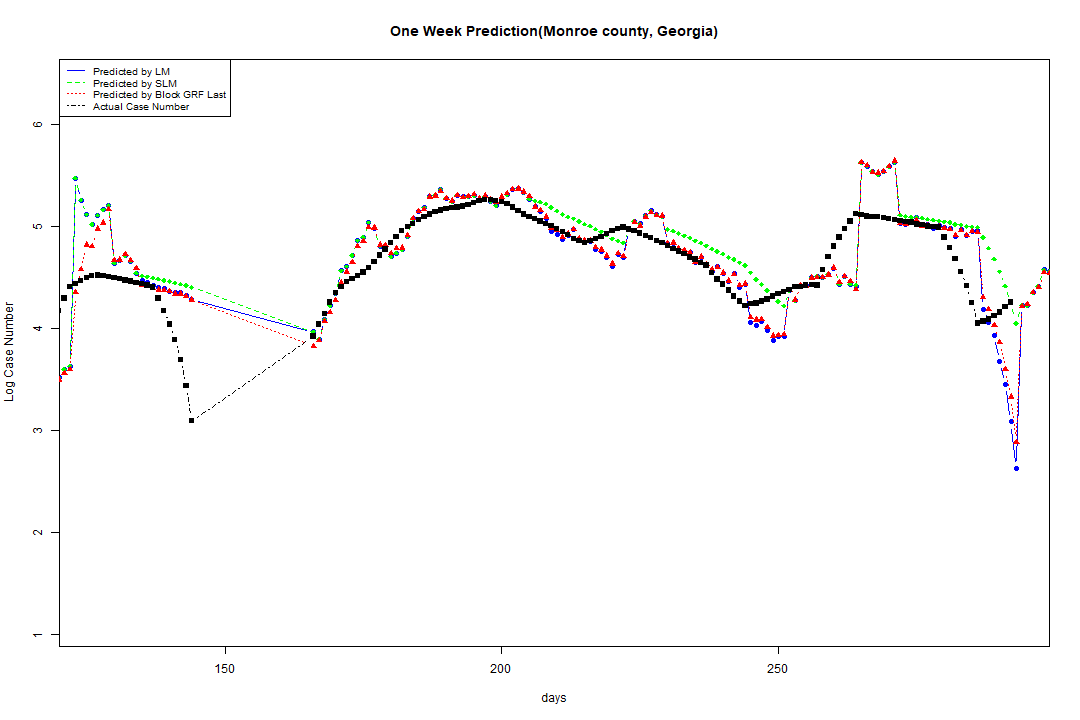 One Week Prediction(Monroe county, Georgia)
Predicted by LM
Predicted by SLM
Predicted by Block GRF Last
Actual Case Number
Log Case Number
6
5
4
3
2
1
150
200
250
days